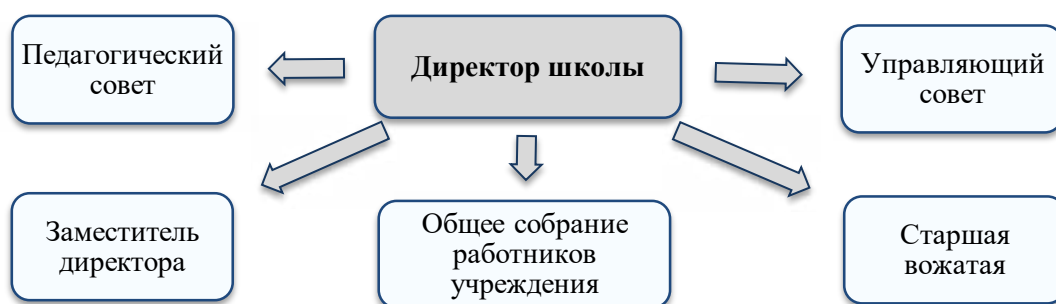 Педагогический
совет
Директор школы
Управляющий
совет
Заместитель
директора
Общее собрание
работников
учреждения
Старшая
вожатая